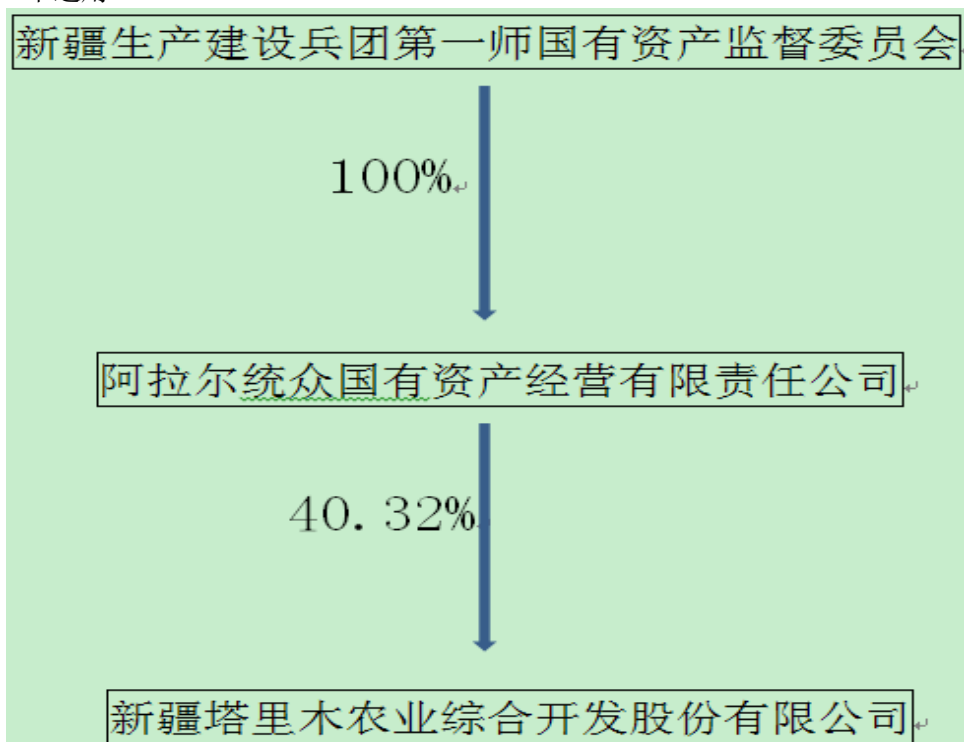 新疆生产建设兵团第一师国有资产监督委员会
100%
阿拉尔统众国有资产经营有限责任公司
40.32%
新疆塔里木农业综合开发股份有限公司